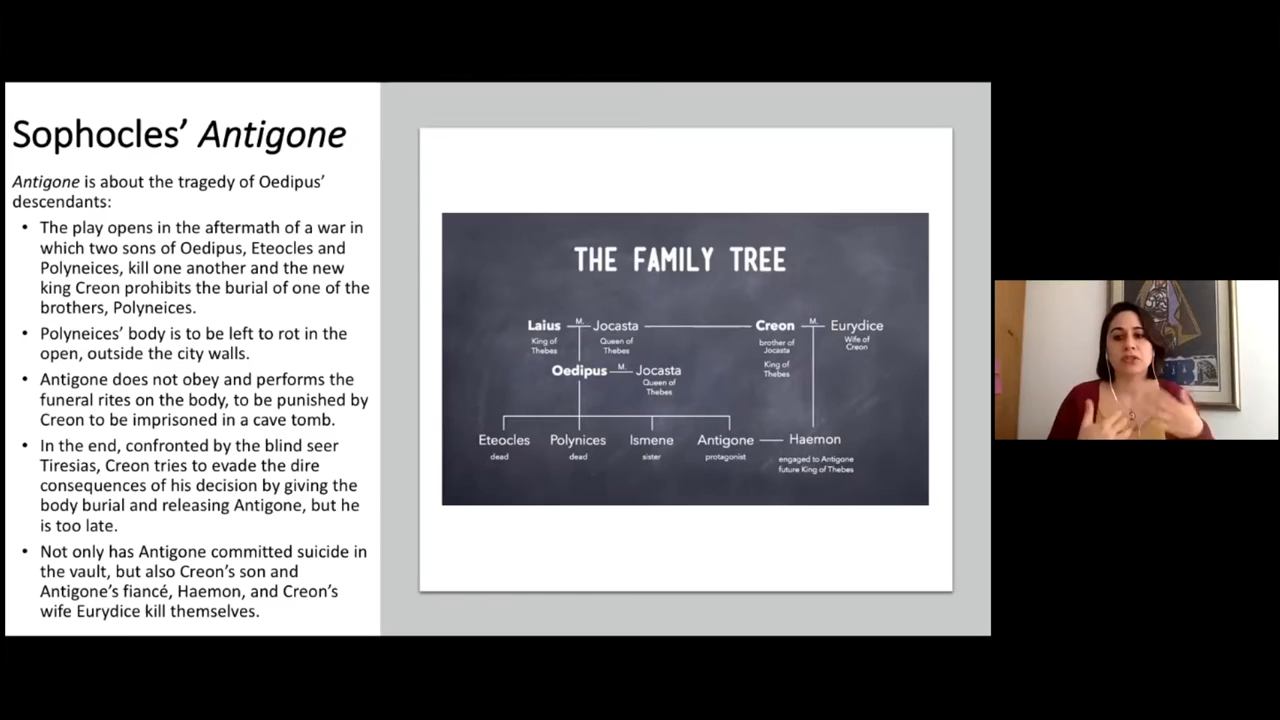 Sophocles' Antigone
Antigone is about the tragedy of Oedipus'
descendants:
• The play opens in the aftermath of a war in
which two sons of Oedipus, Eteocles and
Polyneices, kill one another and the new
king Creon prohibits the burial of one of the
brothers, Polyneices.
• Polyneices' body is to be left to rot in the
open, outside the city walls.
• Antigone does not obey and performs the
funeral rites on the body, to be punished by
Creon to be imprisoned in a cave tomb.
• In the end, confronted by the blind seer
Tiresias, Creon tries to evade the dire
consequences of his decision by giving the
body burial and releasing Antigone, but he
is too late.
• Not only has Antigone committed suicide in
the vault, but also Creon's son and
Antigone's fiancé, Haemon, and Creon's
wife Eurydice kill themselves.
THE FAMILY TREE
Laius M. Jocasta Creon M. Eurydice
King of
Thebes
Queen of
Thebes
brother of
Jocasta
King of
Thebes
Wife of
Creon
Oedipus M. Jocasta
Queen of
Thebes
Eteocles Polynices Ismene Antigone Haemon
dead dead sister protagonist engaged to Antigone
future King of Thebes